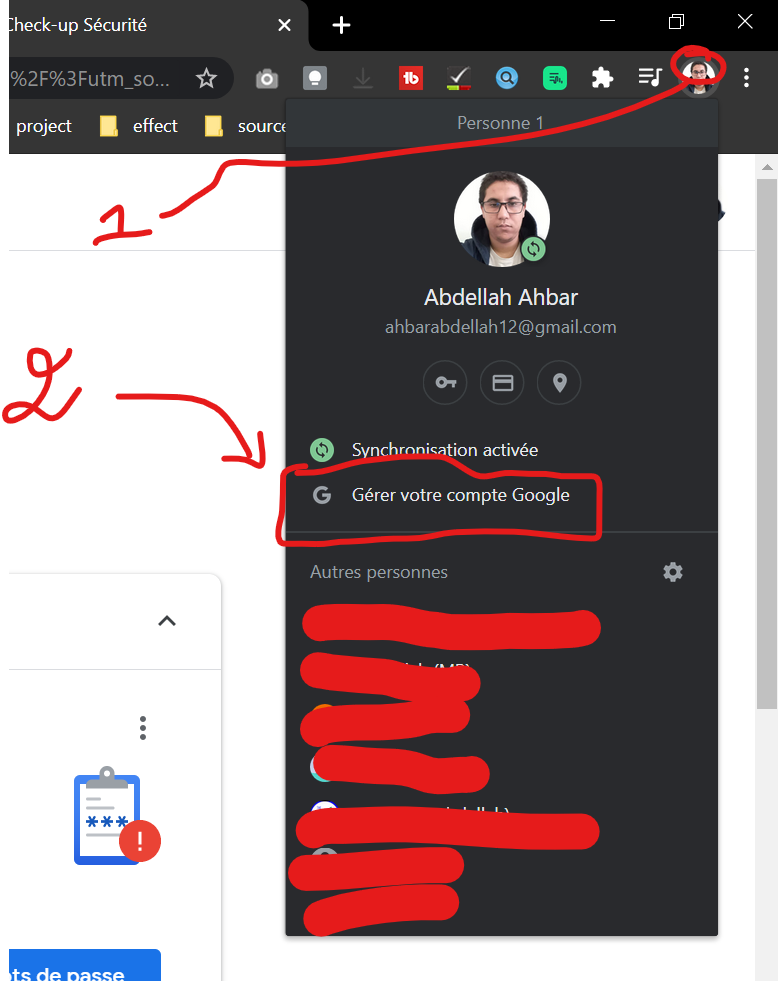 Check-up Sécurité
%2F%3Futm_so...
project effect source
Personne 1
1
Abdellah Ahbar
ahbarabdellah12@gmail.com
2
Synchronisation activée
G Gérer votre compte Google
Autres personnes
***
!
ts de passe